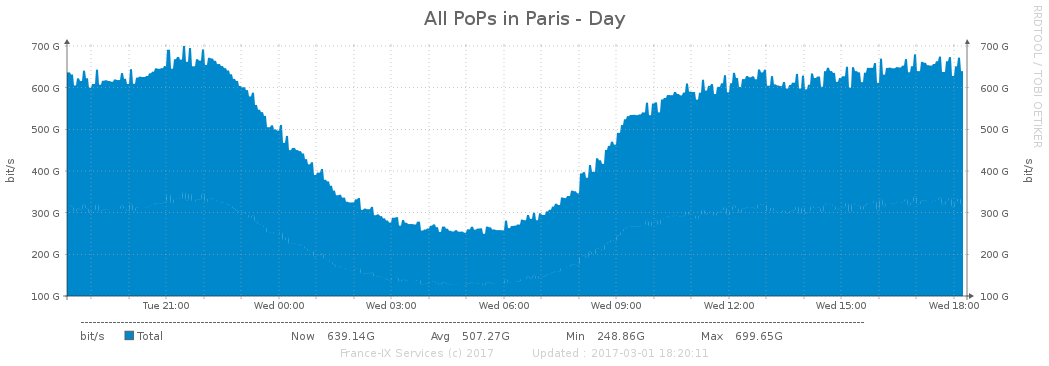 All PoPs in Paris - Day
RRDTOOL / TOBI OETIKER
bit/s
700 G
600 G
500 G
400 G
300 G
200 G
100 G
700 G
600 G
500 G
400 G
300 G
200 G
100 G
bit/s
Tue 21:00 Wed 00:00 Wed 03:00 Wed 06:00 Wed 09:00 Wed 12:00 Wed 15:00 Wed 18:00
bit/s Total Now 639.14G Avg 507.27G Min 248.86G Max 699.65G
France-IX Services (c) 2017 Updated : 2017-03-01 18:20:11